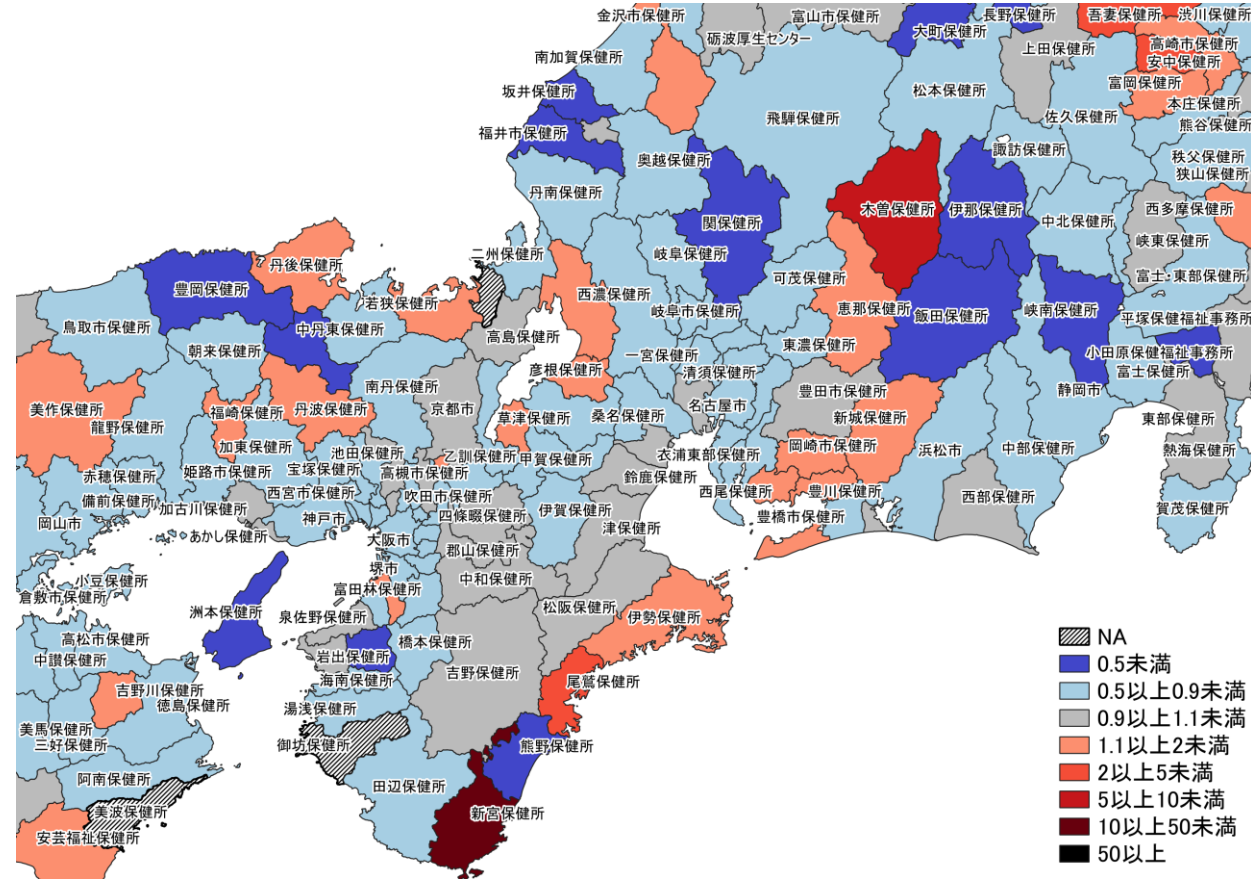 金沢市保健所
富山市保健所
長野保健所
吾妻保健所
渋川保健所
南加賀保健所
砺波厚生センター
大町保健所
上田保健所
高崎市保健所
安中保健所
坂井保健所
松本保健所
富岡保健所
本庄保健所
福井市保健所
飛騨保健所
佐久保健所
熊谷保健所
奥越保健所
諏訪保健所
秩父保健所
狭山保健所
丹南保健所
木曽保健所
伊那保健所
西多摩保健所
関保健所
中北保健所
峡東保健所
二州保健所
岐阜保健所
丹後保健所
可茂保健所
富士・東部保健所
豊岡保健所
若狭保健所
西濃保健所
恵那保健所
飯田保健所
峡南保健所
平塚保健福祉事務所
鳥取市保健所
中丹東保健所
岐阜市保健所
高島保健所
東濃保健所
朝来保健所
一宮保健所
小田原保健福祉事務所
彦根保健所
清須保健所
富士保健所
南丹保健所
豊田市保健所
静岡市
美作保健所
福崎保健所
丹波保健所
京都市
草津保健所
桑名保健所
名古屋市
新城保健所
東部保健所
龍野保健所
加東保健所
岡崎市保健所
池田保健所
乙訓保健所
甲賀保健所
衣浦東部保健所
浜松市
中部保健所
熱海保健所
赤穂保健所
姫路市保健所
宝塚保健所
高槻市保健所
鈴鹿保健所
備前保健所
西宮市保健所
吹田市保健所
西尾保健所
豊川保健所
西部保健所
加古川保健所
伊賀保健所
賀茂保健所
岡山市
神戸市
四條畷保健所
豊橋市保健所
あかし保健所
大阪市
津保健所
郡山保健所
堺市
小豆保健所
中和保健所
富田林保健所
倉敷市保健所
松阪保健所
洲本保健所
泉佐野保健所
伊勢保健所
高松市保健所
橋本保健所
中讃保健所
岩出保健所
吉野保健所
海南保健所
尾鷲保健所
吉野川保健所
徳島保健所
湯浅保健所
美馬保健所
御坊保健所
熊野保健所
三好保健所
阿南保健所
田辺保健所
美波保健所
新宮保健所
安芸福祉保健所
NA
0.5未満
0.5以上0.9未満
0.9以上1.1未満
1.1以上2未満
2以上5未満
5以上10未満
10以上50未満
50以上